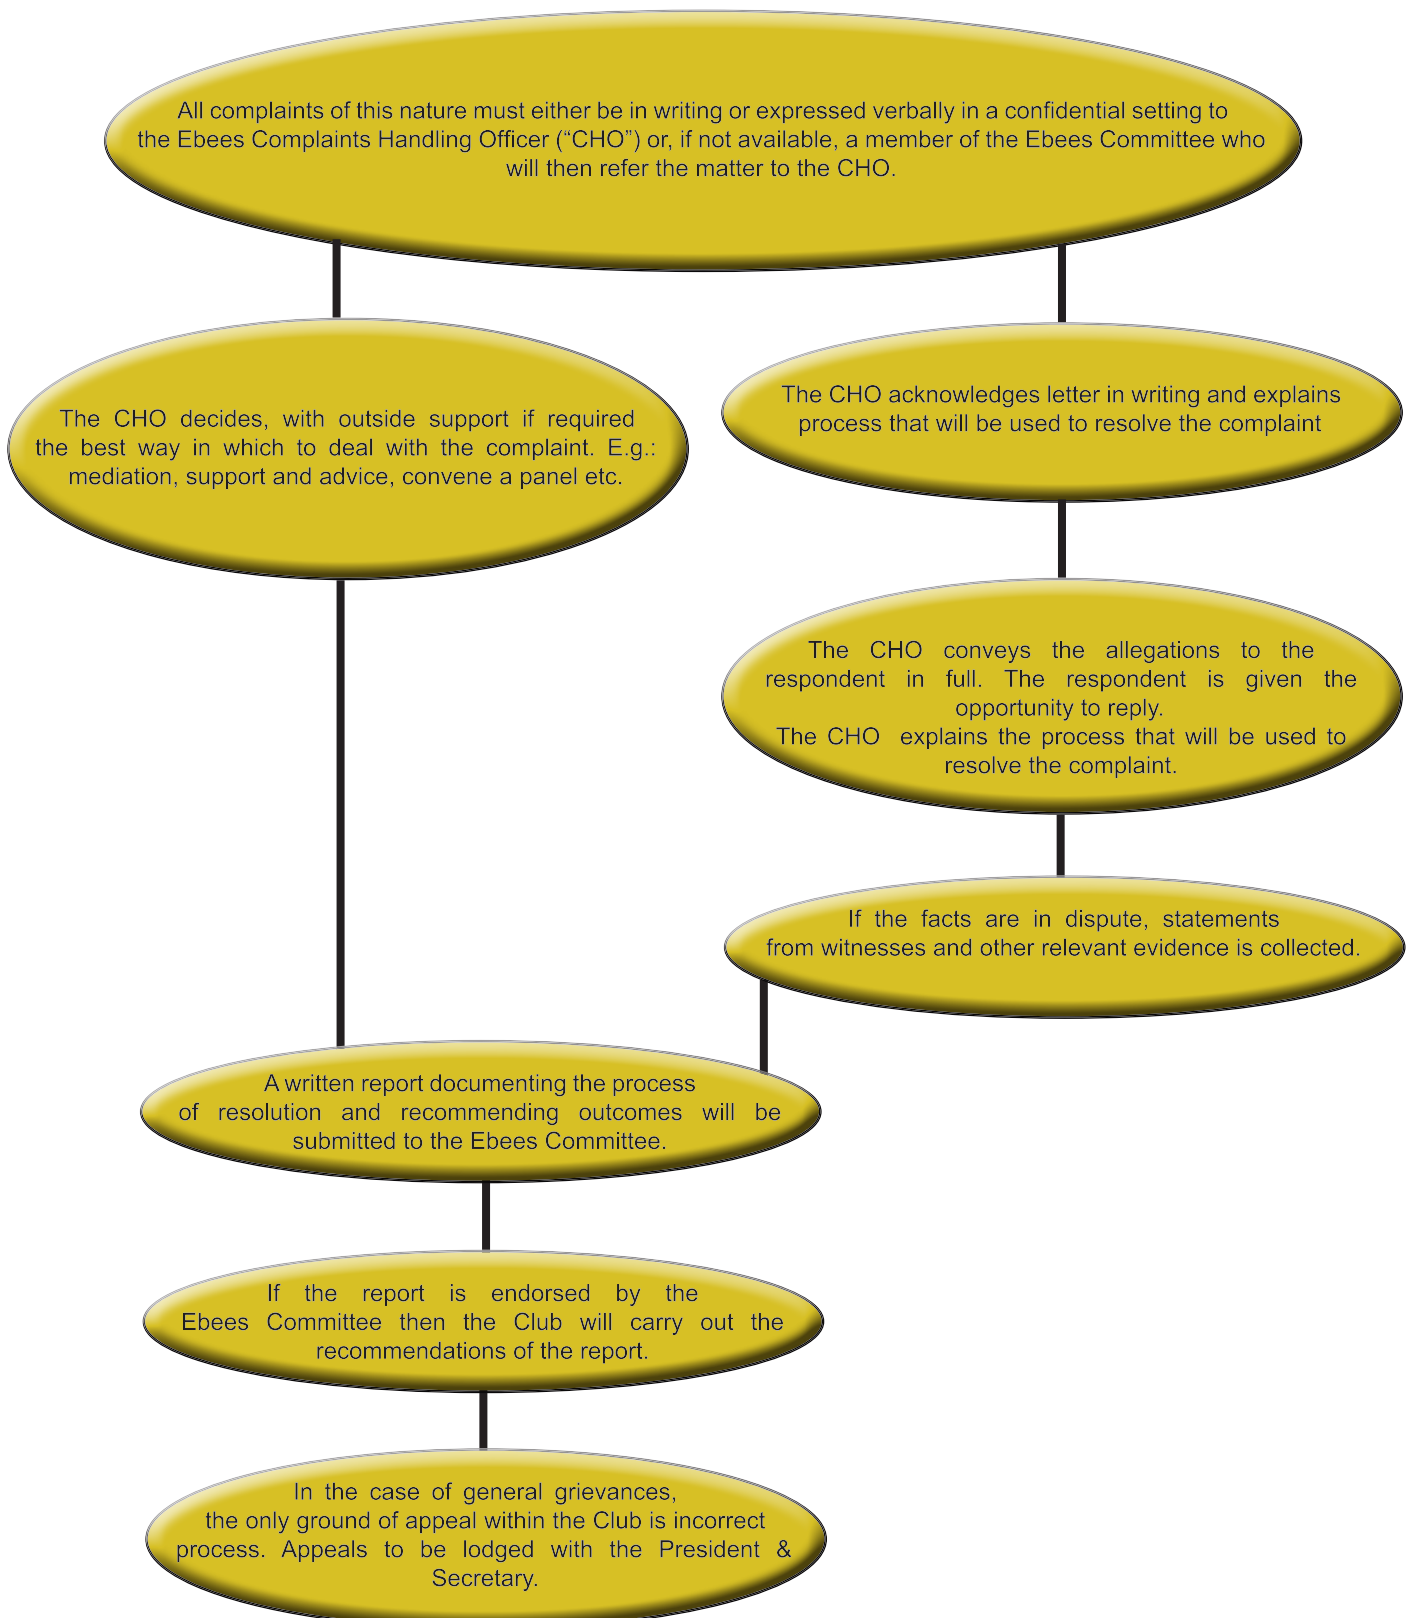 All complaints of this nature must either be in writing or expressed verbally in a confidential setting to
the Ebees Complaints Handling Officer (“CHO”) or, if not available, a member of the Ebees Committee who
will then refer the matter to the CHO.
The CHO decides, with outside support if required
the best way in which to deal with the complaint. E.g.:
mediation, support and advice, convene a panel etc.
The CHO acknowledges letter in writing and explains
process that will be used to resolve the complaint
The CHO conveys the allegations to the
respondent in full. The respondent is given the
opportunity to reply.
The CHO explains the process that will be used to
resolve the complaint.
If the facts are in dispute, statements
from witnesses and other relevant evidence is collected.
A written report documenting the process
of resolution and recommending outcomes will be
submitted to the Ebees Committee.
If the report is endorsed by the
Ebees Committee then the Club will carry out the
recommendations of the report.
In the case of general grievances,
the only ground of appeal within the Club is incorrect
process. Appeals to be lodged with the President &
Secretary.